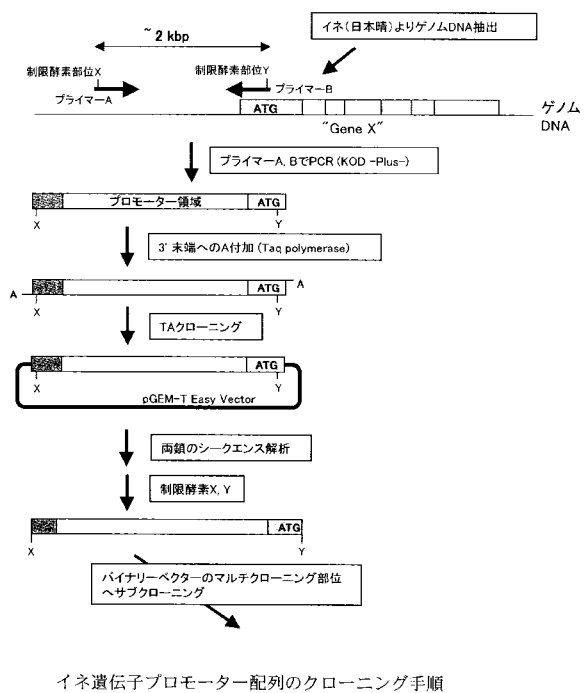 ~ 2 kbp
イネ（日本晴）よりゲノムDNA抽出
制限酵素部位X
制限酵素部位Y
プライマーA
プライマーB
ATG
ゲノム
DNA
"Gene X"
プライマーA, BでPCR (KOD -Plus-)
プロモーター領域
ATG
X
Y
3' 末端へのA付加 (Taq polymerase)
A
ATG
A
X
Y
TAクローニング
ATG
X
Y
pGEM-T Easy Vector
両鎖のシークエンス解析
制限酵素X, Y
ATG
X
Y
バイナリーベクターのマルチクローニング部位
へサブクローニング
イネ遺伝子プロモーター配列のクローニング手順